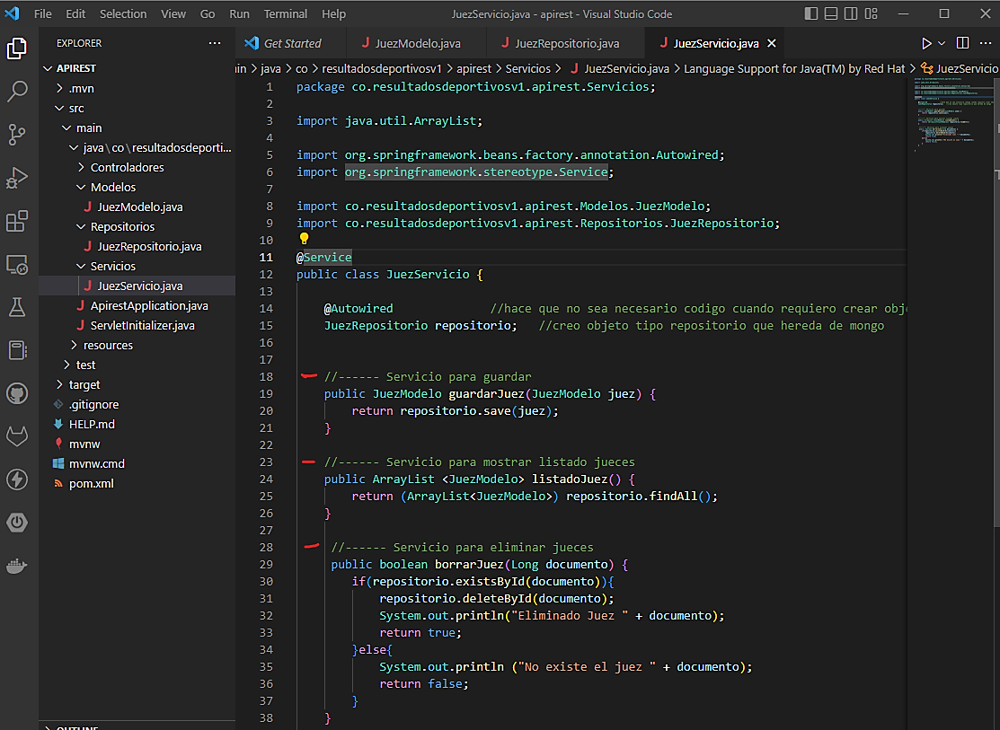 File Edit Selection View Go Run Terminal Help JuezServicio.java - apirest - Visual Studio Code
EXPLORER
APIREST
.mvn
src
main
java\co\resultadosdeporti...
Controladores
Modelos
JuezModelo.java
Repositorios
JuezRepositorio.java
Servicios
JuezServicio.java
ApirestApplication.java
ServletInitializer.java
resources
test
target
.gitignore
HELP.md
mvnw
mvnw.cmd
pom.xml
OUTLINE
Get Started JuezModelo.java JuezRepositorio.java JuezServicio.java
in > java > co > resultadosdeportivosv1 > apirest > Servicios > JuezServicio.java > Language Support for Java(TM) by Red Hat > JuezServicio
1 package co.resultadosdeportivosv1.apirest.Servicios;
2
3 import java.util.ArrayList;
4
5 import org.springframework.beans.factory.annotation.Autowired;
6 import org.springframework.stereotype.Service;
7
8 import co.resultadosdeportivosv1.apirest.Modelos.JuezModelo;
9 import co.resultadosdeportivosv1.apirest.Repositorios.JuezRepositorio;
10
11 @Service
12 public class JuezServicio {
13
14 @Autowired //hace que no sea necesario codigo cuando requiero crear obj
15 JuezRepositorio repositorio; //creo objeto tipo repositorio que hereda de mongo
16
17
18 //------ Servicio para guardar
19 public JuezModelo guardarJuez(JuezModelo juez) {
20 return repositorio.save(juez);
21 }
22
23 //------ Servicio para mostrar listado jueces
24 public ArrayList <JuezModelo> listadoJuez() {
25 return (ArrayList<JuezModelo>) repositorio.findAll();
26 }
27
28 //------ Servicio para eliminar jueces
29 public boolean borrarJuez(Long documento) {
30 if(repositorio.existsById(documento)){
31 repositorio.deleteById(documento);
32 System.out.println("Eliminado Juez " + documento);
33 return true;
34 }else{
35 System.out.println ("No existe el juez " + documento);
36 return false;
37 }
38 }